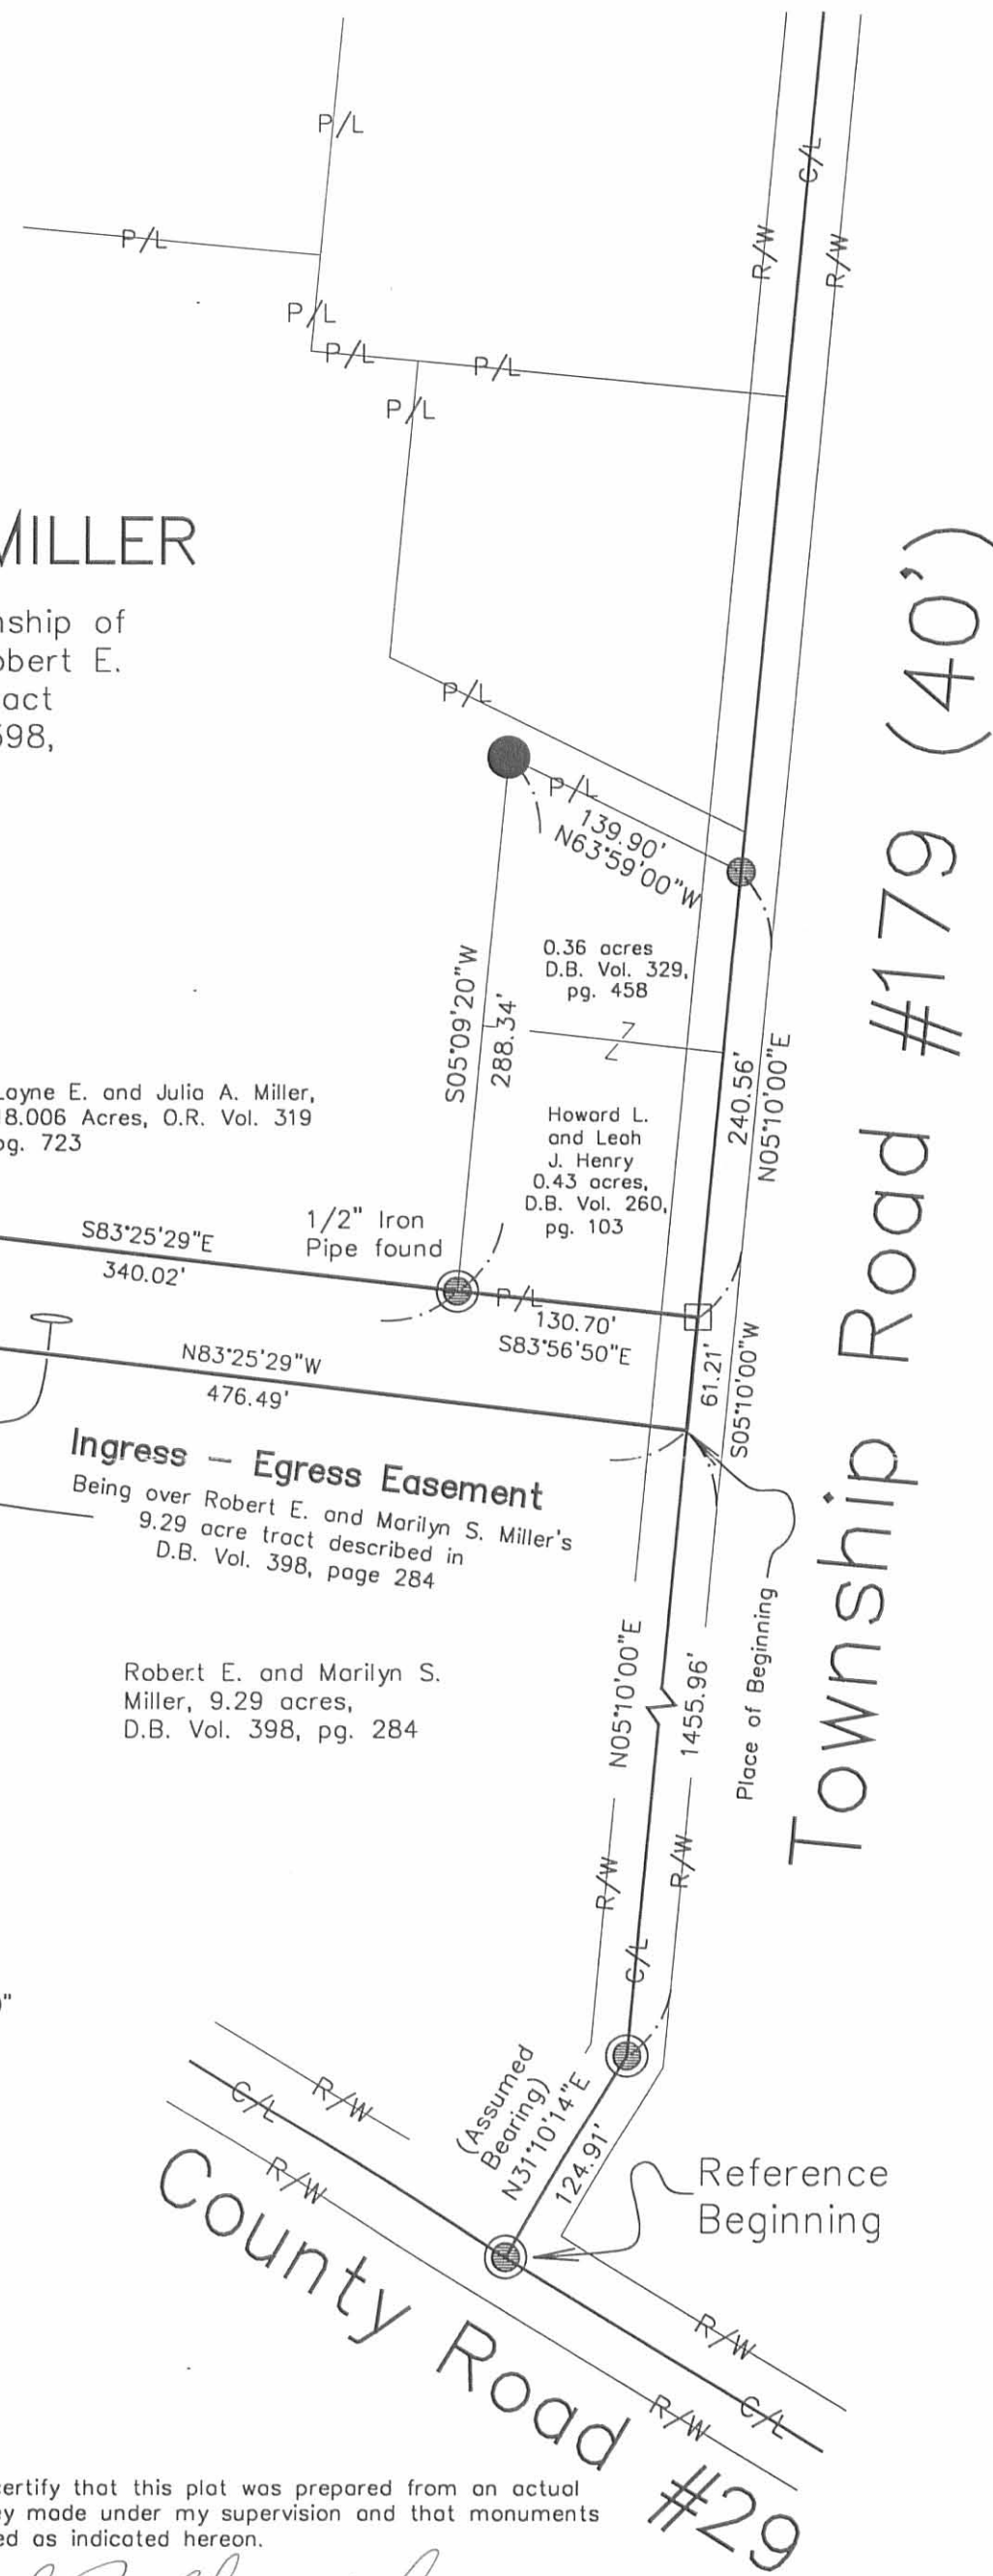 P/L
C/L
R/W
R/W
P/L
P/L
P/L
P/L
P/L
MILLER
of
E.
P/L
P/L
139.90'
N63°59'00"W
0.36 acres
D.B. Vol. 329,
pg. 458
S05°09'20"W
288.34'
240.56'
N05°10'00"E
Layne E. and Julia A. Miller,
18.006 Acres, O.R. Vol. 319
pg. 723
Howard L.
and Leah
J. Henry
0.43 acres,
D.B. Vol. 260,
pg. 103
S83°25'29"E
340.02'
1/2" Iron
Pipe found
P/L
130.70'
S83°56'50"E
61.21'
S05°10'00"W
N83°25'29"W
476.49'
Ingress – Egress Easement
Being over Robert E. and Marilyn S. Miller's
9.29 acre tract described in
D.B. Vol. 398, page 284
Township Road #179 (40')
Place of Beginning
Robert E. and Marilyn S.
Miller, 9.29 acres,
D.B. Vol. 398, pg. 284
N05°10'00"E
1455.96'
R/W
R/W
C/L
(Assumed
Bearing)
N31°10'14"E
124.91'
R/W
C/L
R/W
Reference
Beginning
County Road #29
R/W
C/L
R/W
certify that this plat was prepared from an actual
made under my supervision and that monuments
as indicated hereon.